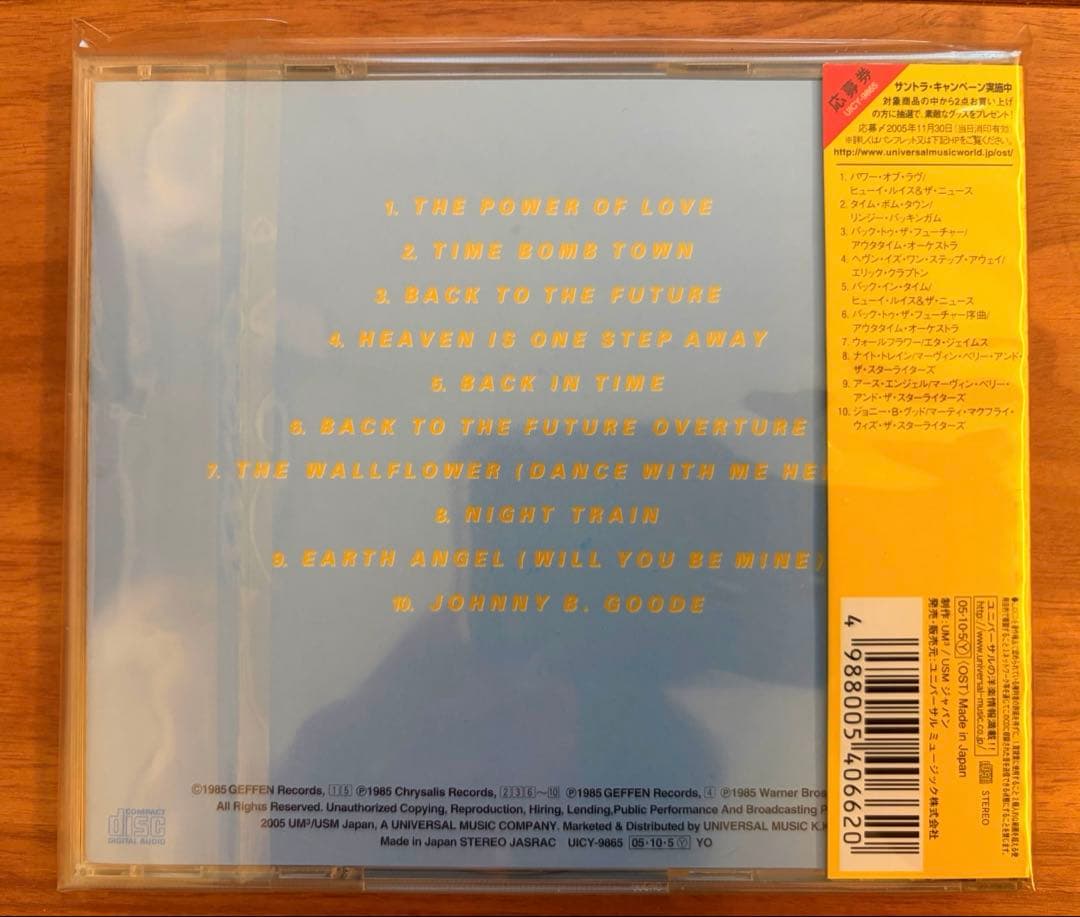 1. THE POWER OF LOVE
2. TIME BOMB TOWN
3. BACK TO THE FUTURE
4. HEAVEN IS ONE STEP AWAY
5. BACK IN TIME
6. BACK TO THE FUTURE OVERTURE
7. THE WALLFLOWER (DANCE WITH ME HE
8. NIGHT TRAIN
9. EARTH ANGEL (WILL YOU BE MINE)
10. JOHNNY B. GOODE
©1985 GEFFEN Records, 1 5 ℗1985 Chrysalis Records, 2 3 6~10 ℗1985 GEFFEN Records, 4 ℗1985 Warner Bro
All Rights Reserved. Unauthorized Copying, Reproduction, Hiring, Lending,Public Performance And Broadcasting P
2005 UM³/USM Japan, A UNIVERSAL MUSIC COMPANY. Marketed & Distributed by UNIVERSAL MUSIC K.K
Made in Japan STEREO JASRAC UICY-9865 05·10·5 Ⓨ YO
COMPACT
disc
DIGITAL AUDIO
応募券
UICY-9865
サントラ・キャンペーン実施中
対象商品の中から2点お買い上げ
の方に抽選で、素敵なグッズをプレゼント!
応募〆2005年11月30日(当日消印有効)
※詳しくはパンフレット又は下記HPをご覧ください。
http://www.universalmusicworld.jp/ost/
1. パワー・オブ・ラヴ/
ヒューイ・ルイス&ザ・ニュース
2. タイム・ボム・タウン/
リンジー・バッキンガム
3. バック・トゥ・ザ・フューチャー/
アウタタイム・オーケストラ
4. ヘヴン・イズ・ワン・ステップ・アウェイ/
エリック・クラプトン
5. バック・イン・タイム/
ヒューイ・ルイス&ザ・ニュース
6. バック・トゥ・ザ・フューチャー序曲/
アウタタイム・オーケストラ
7. ウォールフラワー/エタ・ジェイムス
8. ナイト・トレイン/マーヴィン・ベリー・アンド・
ザ・スターライターズ
9. アース・エンジェル/マーヴィン・ベリー・
アンド・ザ・スターライターズ
10. ジョニー・B・グッド/マーティ・マクフライ・
ウィズ・ザ・スターライターズ
ユニバーサルの洋楽情報満載!!
http://www.universal-music.co.jp/
STEREO
05·10·5 Ⓨ (OST) Made in Japan
制作:UM³/USM ジャパン
発売・販売元:ユニバーサル ミュージック株式会社
4 988005 406620